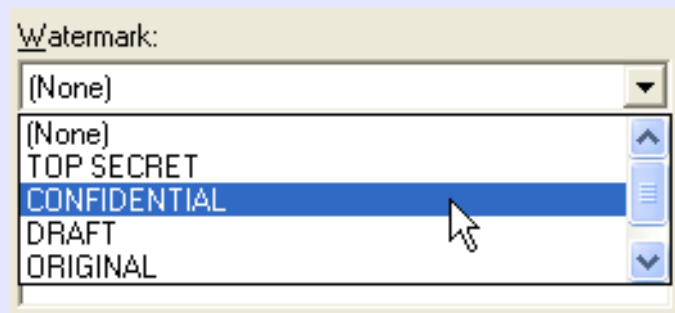 Watermark:
(None)
(None)
TOP SECRET
CONFIDENTIAL
DRAFT
ORIGINAL